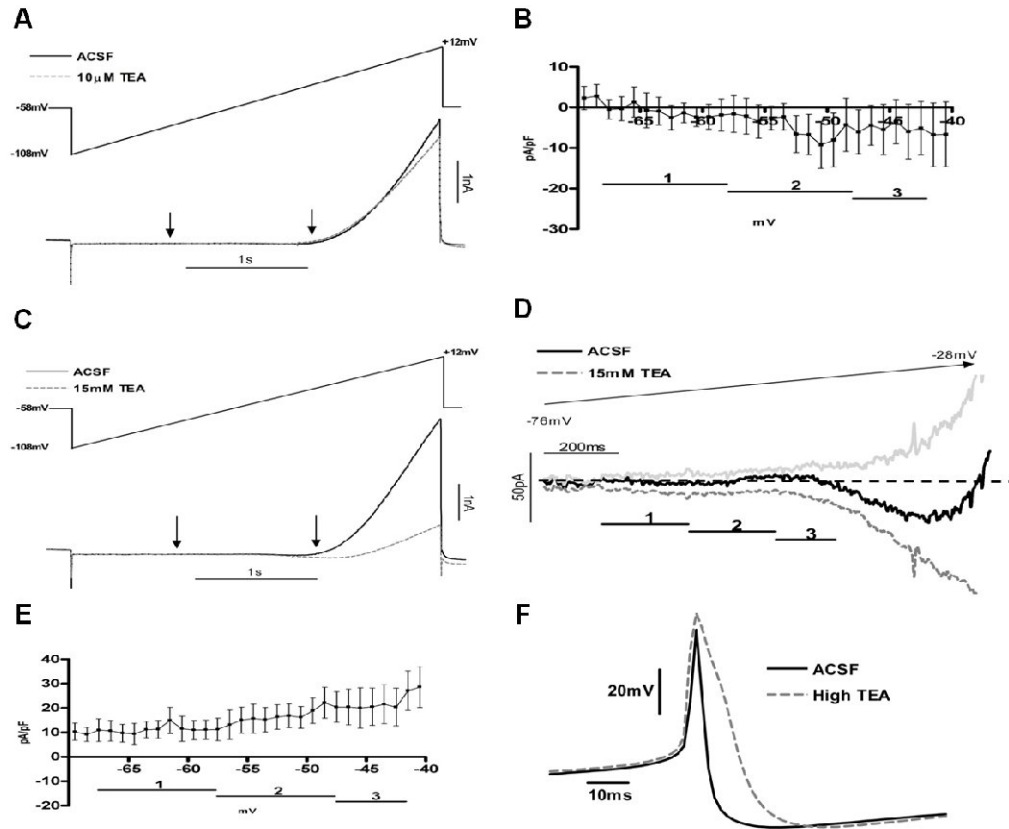 A
ACSF
10µM TEA
+12mV
-58mV
-108mV
1nA
1s
B
10
0
-10
-20
-30
pA/pF
-65
-60
-55
-50
-45
-40
1
2
3
mV
C
ACSF
15mM TEA
+12mV
-58mV
-108mV
1nA
1s
D
ACSF
15mM TEA
-28mV
-78mV
200ms
50pA
1
2
3
E
40
30
20
10
0
10
-20
pA/pF
-65
-60
-55
-50
-45
-40
1
2
3
mV
F
20mV
ACSF
High TEA
10ms